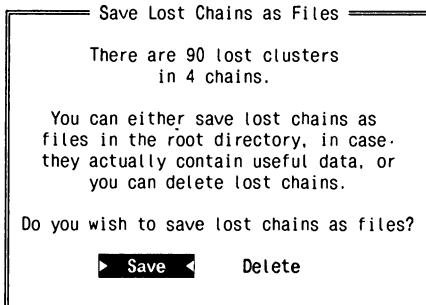 Save Lost Chains as Files
There are 90 lost clusters
in 4 chains.
You can either save lost chains as
files in the root directory, in case
they actually contain useful data, or
you can delete lost chains.
Do you wish to save lost chains as files?
Save Delete